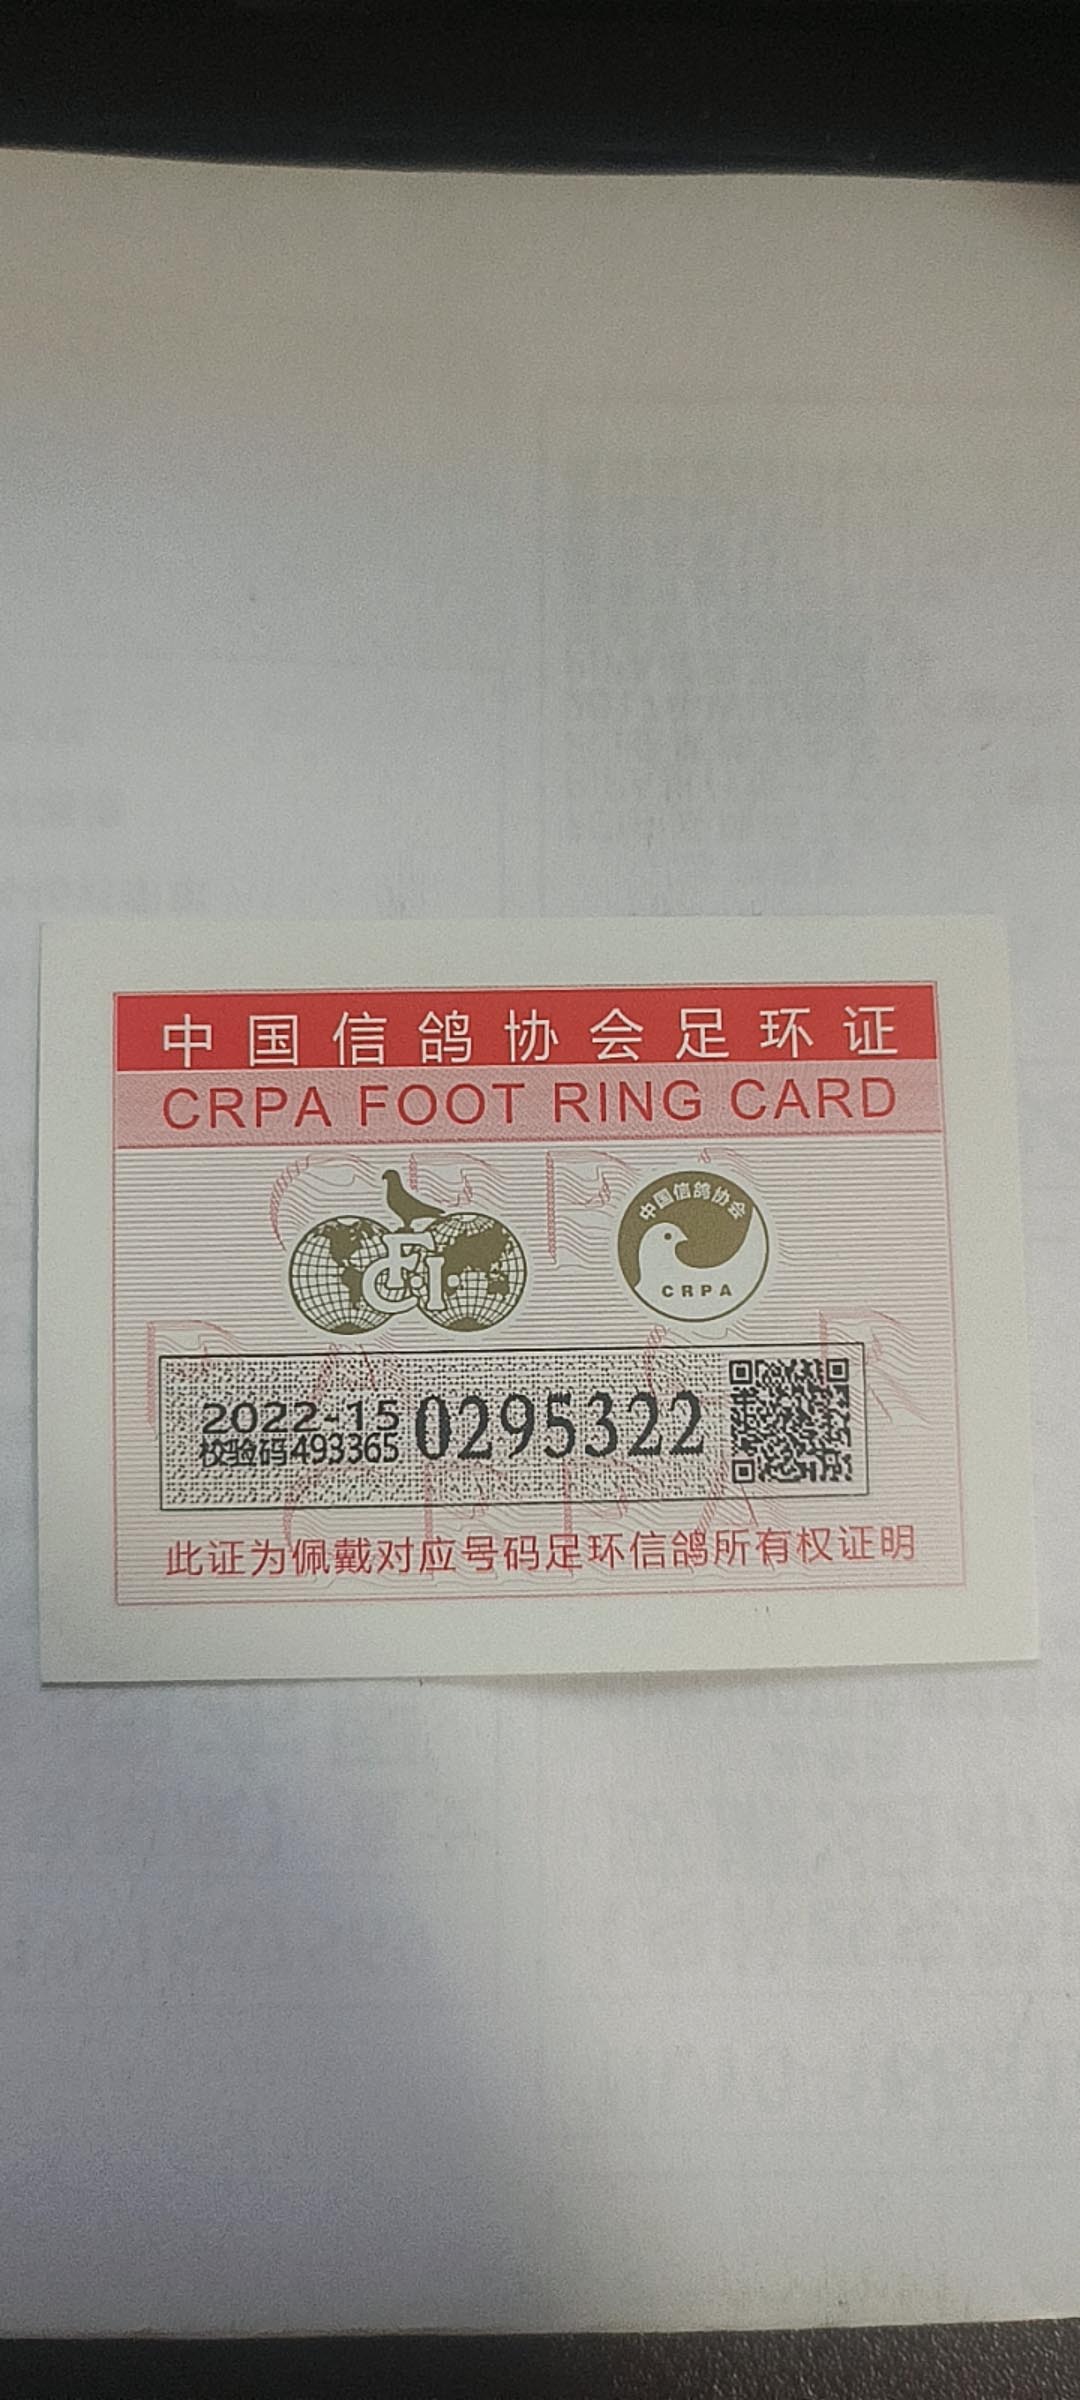 中国信鸽协会足环证
CRPA FOOT RING CARD
F.C.I.
中国信鸽协会
CRPA
2022-15
校验码493365
0295322
此证为佩戴对应号码足环信鸽所有权证明